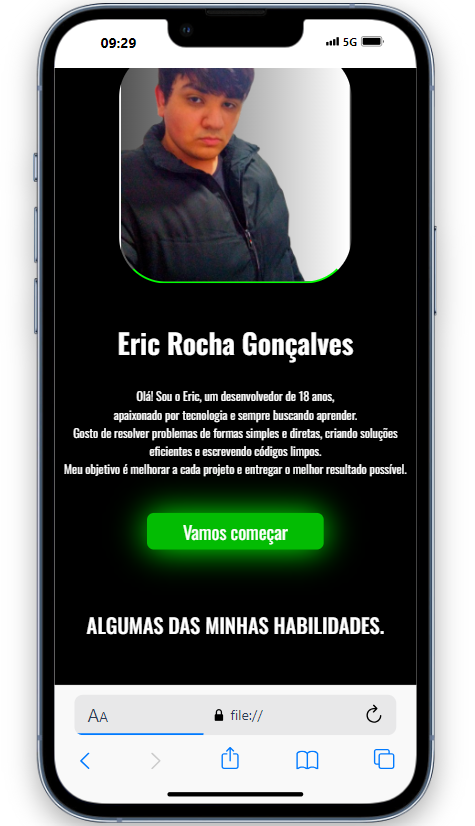 09:29
5G
Eric Rocha Gonçalves
Olá! Sou o Eric, um desenvolvedor de 18 anos,
apaixonado por tecnologia e sempre buscando aprender.
Gosto de resolver problemas de formas simples e diretas, criando soluções
eficientes e escrevendo códigos limpos.
Meu objetivo é melhorar a cada projeto e entregar o melhor resultado possível.
Vamos começar
ALGUMAS DAS MINHAS HABILIDADES.
AA
file://